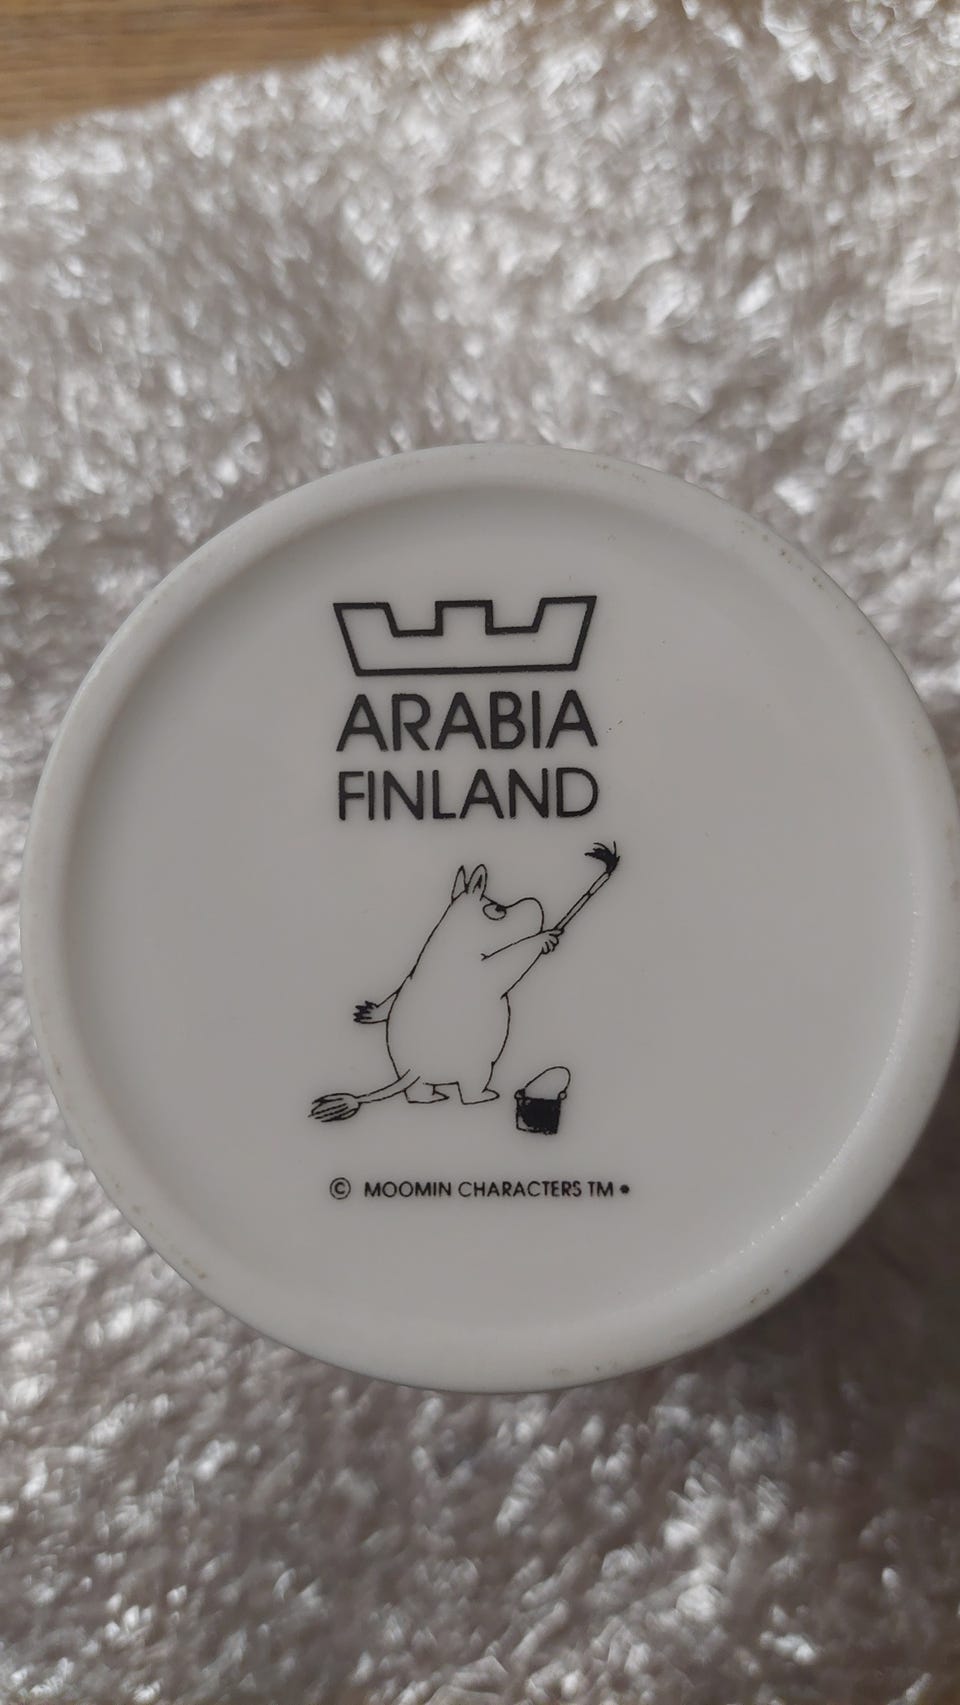 ARABIA
FINLAND
© MOOMIN CHARACTERS TM •